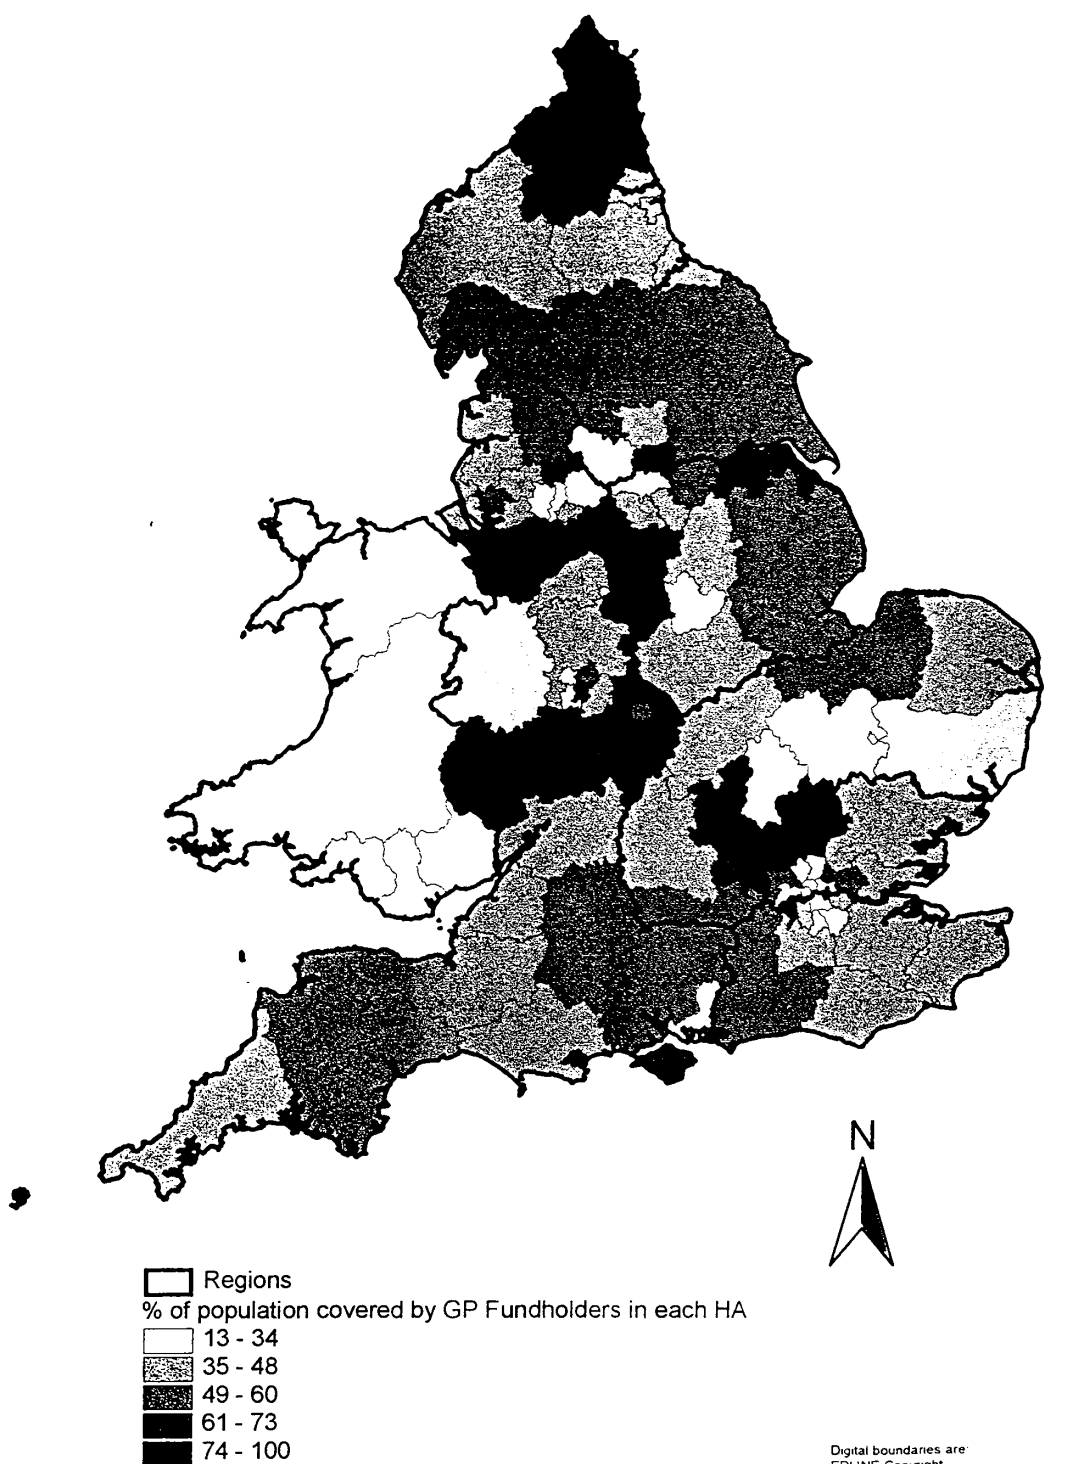 N
Regions
% of population covered by GP Fundholders in each HA
13 - 34
35 - 48
49 - 60
61 - 73
74 - 100
Digital boundaries are